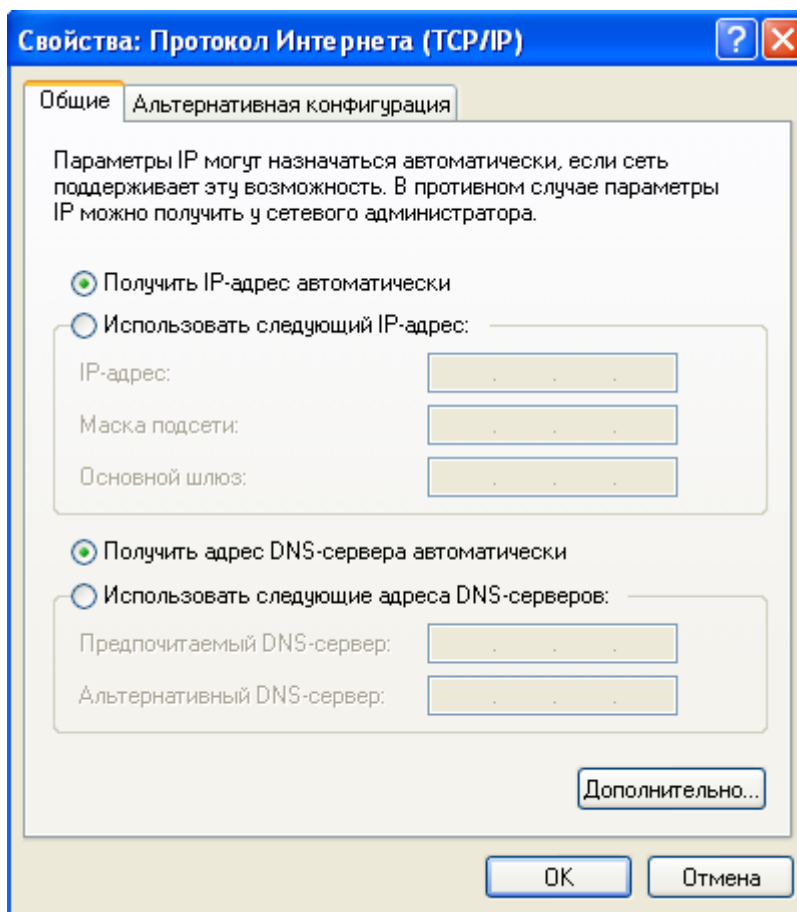 Свойства: Протокол Интернета (TCP/IP)
Общие
Альтернативная конфигурация
Параметры IP могут назначаться автоматически, если сеть
поддерживает эту возможность. В противном случае параметры
IP можно получить у сетевого администратора.
Получить IP-адрес автоматически
Использовать следующий IP-адрес:
IP-адрес:
Маска подсети:
Основной шлюз:
Получить адрес DNS-сервера автоматически
Использовать следующие адреса DNS-серверов:
Предпочитаемый DNS-сервер:
Альтернативный DNS-сервер:
Дополнительно...
OK
Отмена